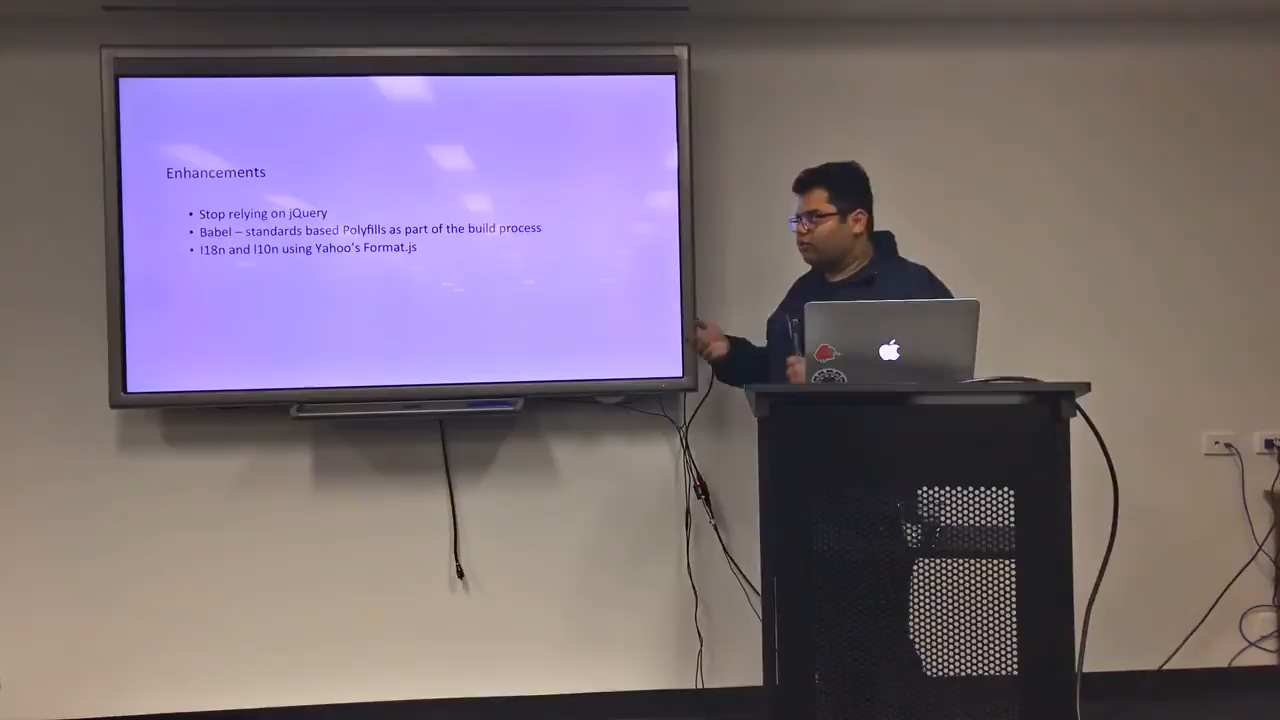 Enhancements
• Stop relying on jQuery
• Babel – standards based Polyfills as part of the build process
• I18n and l10n using Yahoo's Format.js